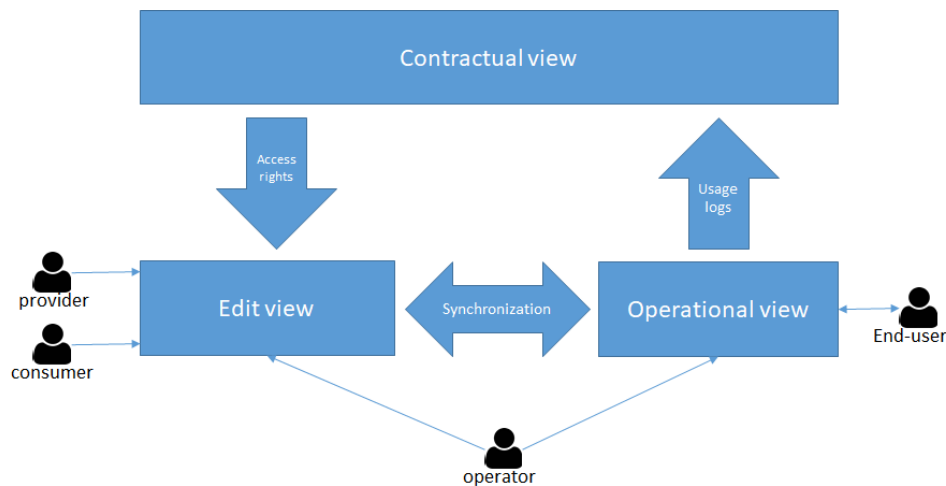 Contractual view
Access
rights
Usage
logs
provider
Edit view
Synchronization
Operational view
End-user
consumer
operator